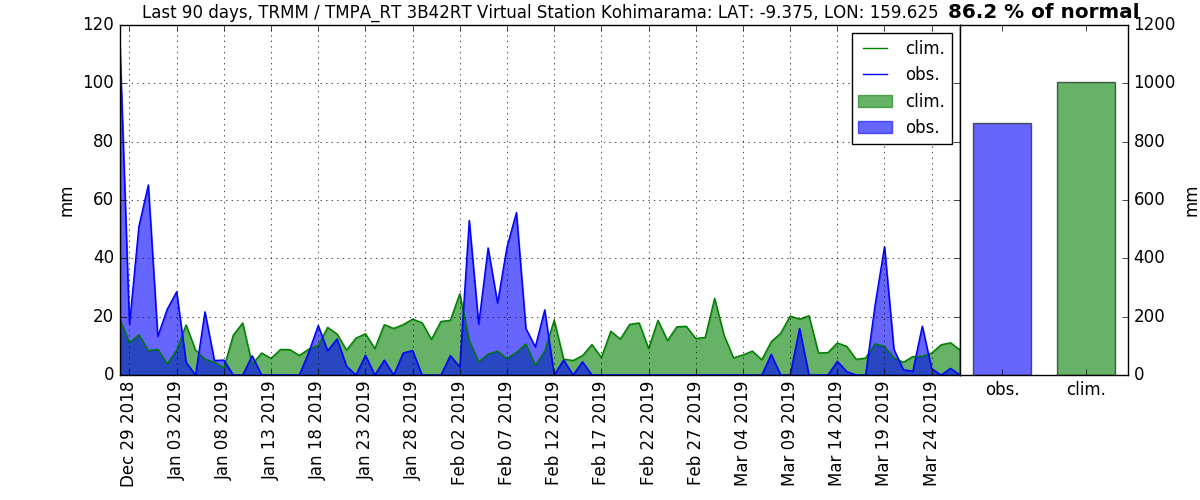 Last 90 days, TRMM / TMPA_RT 3B42RT Virtual Station Kohimarama: LAT: -9.375, LON: 159.625 86.2 % of normal
120
100
80
60
40
20
0
mm
clim.
obs.
clim.
obs.
1200
1000
800
600
400
200
0
mm
Dec 29 2018
Jan 03 2019
Jan 08 2019
Jan 13 2019
Jan 18 2019
Jan 23 2019
Jan 28 2019
Feb 02 2019
Feb 07 2019
Feb 12 2019
Feb 17 2019
Feb 22 2019
Feb 27 2019
Mar 04 2019
Mar 09 2019
Mar 14 2019
Mar 19 2019
Mar 24 2019
obs.
clim.